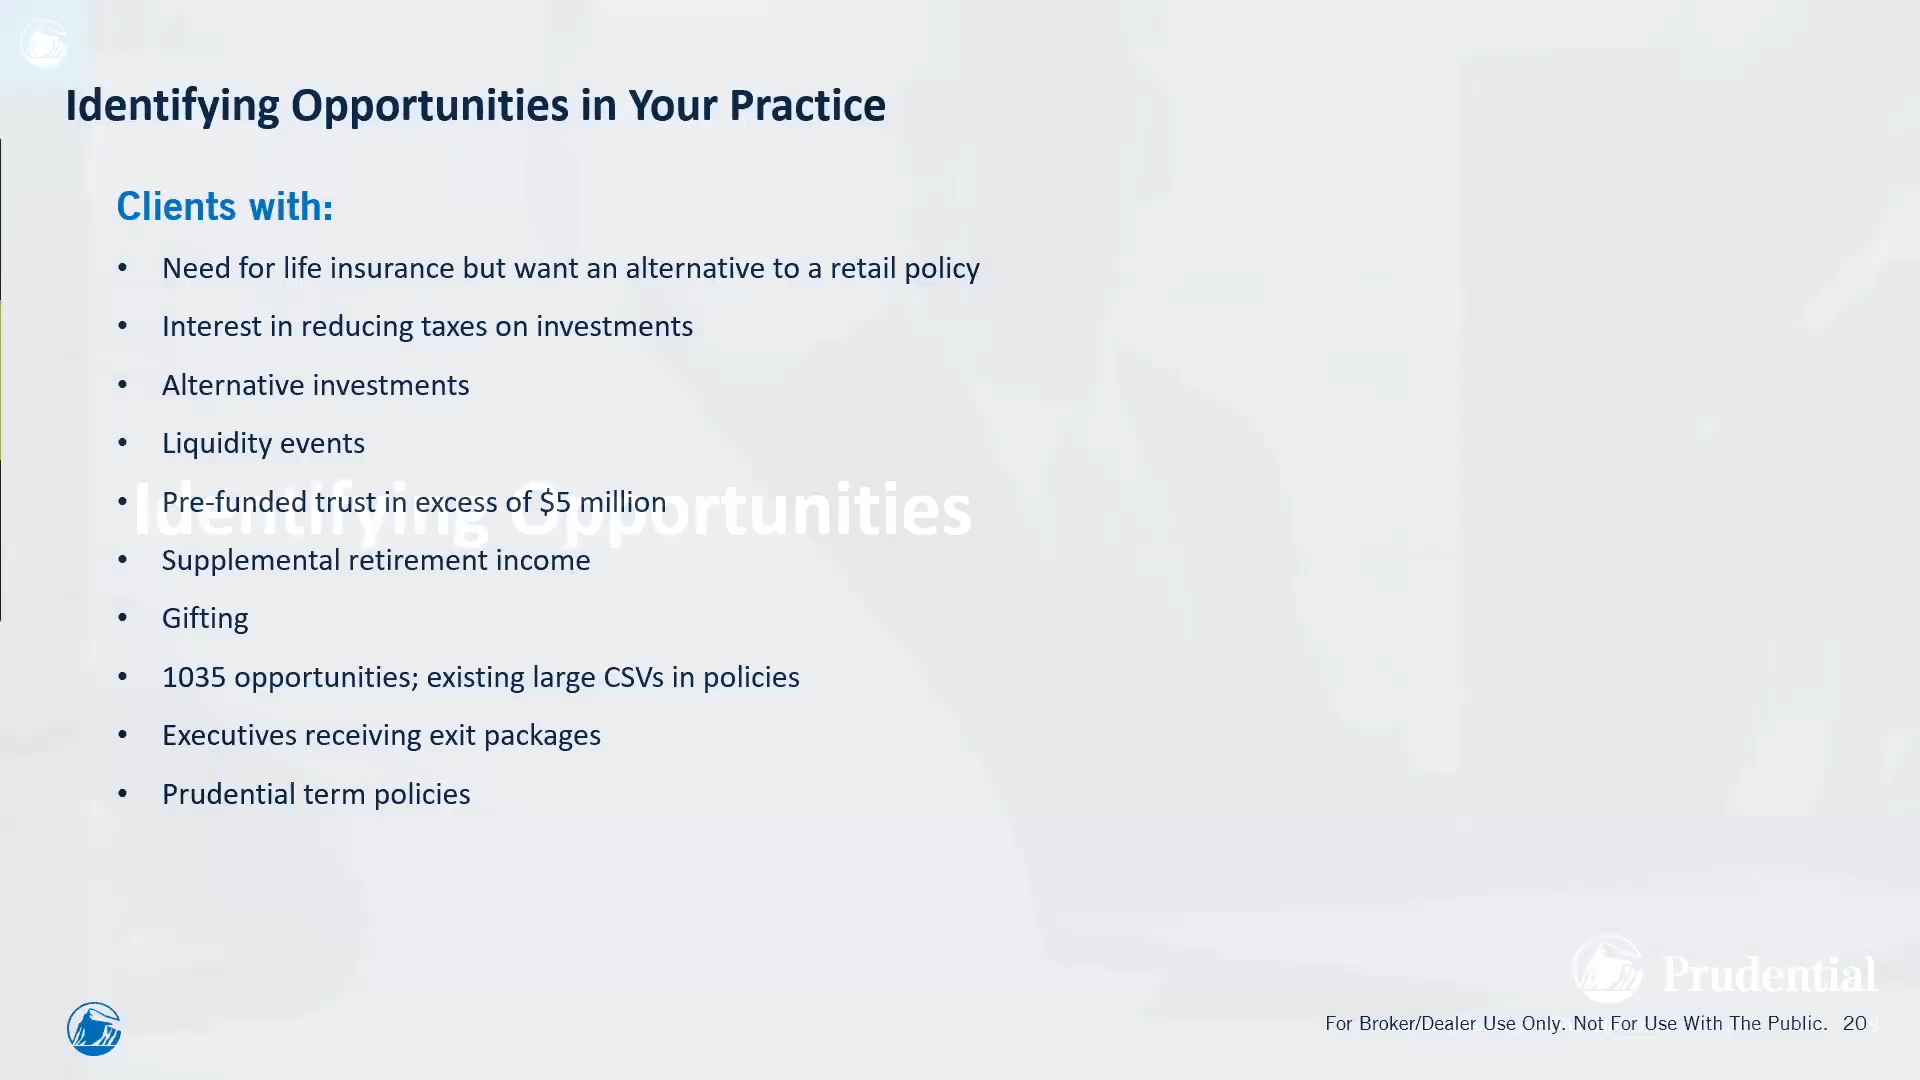 Identifying Opportunities in Your Practice
Clients with:
• Need for life insurance but want an alternative to a retail policy
• Interest in reducing taxes on investments
• Alternative investments
• Liquidity events
• Pre-funded trust in excess of $5 million
Identifying Opportunities
• Supplemental retirement income
• Gifting
• 1035 opportunities; existing large CSVs in policies
• Executives receiving exit packages
• Prudential term policies
Prudential
For Broker/Dealer Use Only. Not For Use With The Public. 20